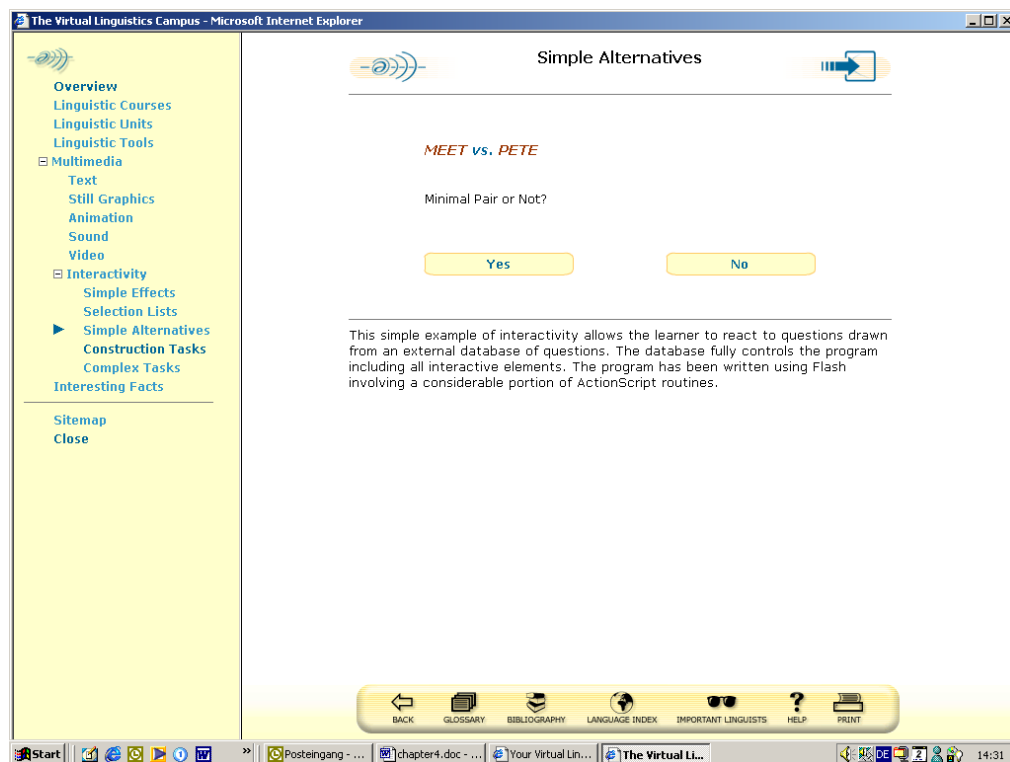 The Virtual Linguistics Campus - Microsoft Internet Explorer
Overview
Linguistic Courses
Linguistic Units
Linguistic Tools
Multimedia
Text
Still Graphics
Animation
Sound
Video
Interactivity
Simple Effects
Selection Lists
Simple Alternatives
Construction Tasks
Complex Tasks
Interesting Facts
Sitemap
Close
Simple Alternatives
MEET vs. PETE
Minimal Pair or Not?
Yes
No
This simple example of interactivity allows the learner to react to questions drawn
from an external database of questions. The database fully controls the program
including all interactive elements. The program has been written using Flash
involving a considerable portion of ActionScript routines.
BACK
GLOSSARY
BIBLIOGRAPHY
LANGUAGE INDEX
IMPORTANT LINGUISTS
HELP
PRINT
Start
»
Posteingang - ...
chapter4.doc - ...
Your Virtual Lin...
The Virtual Li...
DE
2
14:31